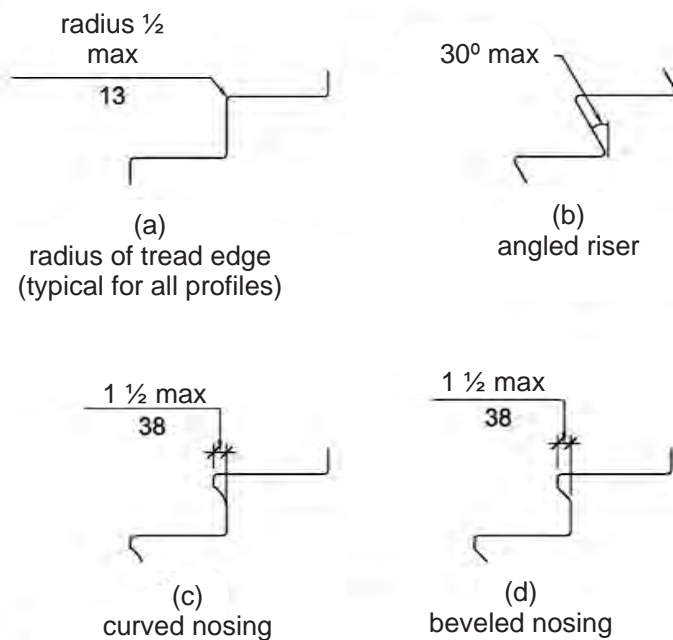 radius ½
max
13
(a)
radius of tread edge
(typical for all profiles)
30º max
(b)
angled riser
1 ½ max
38
(c)
curved nosing
1 ½ max
38
(d)
beveled nosing